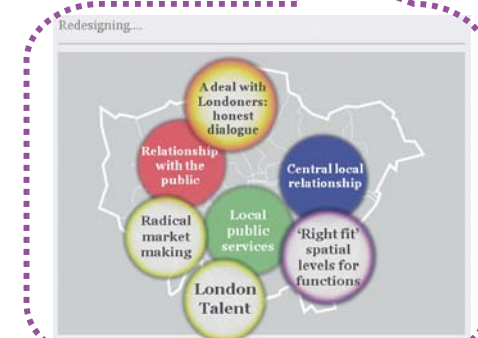 Redesigning....
A deal with
Londoners:
honest
dialogue
Relationship
with the
public
Central local
relationship
Radical
market
making
Local
public
services
'Right fit'
spatial
levels for
functions
London
Talent